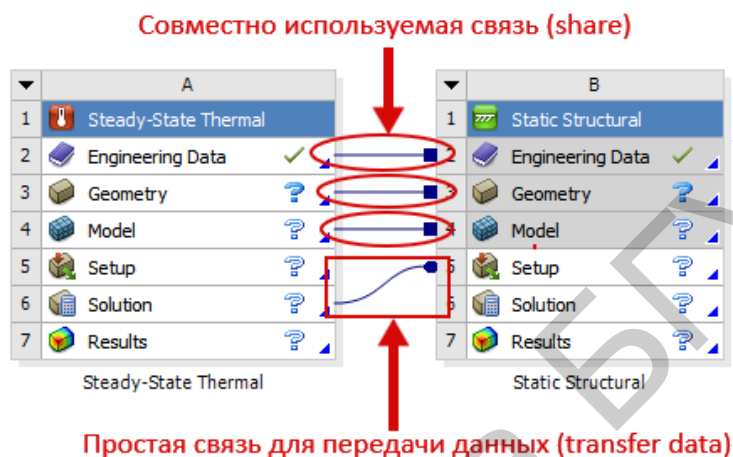 Совместно используемая связь (share)
A
1 Steady-State Thermal
2 Engineering Data
3 Geometry
4 Model
5 Setup
6 Solution
7 Results
Steady-State Thermal
B
1 Static Structural
2 Engineering Data
3 Geometry
4 Model
5 Setup
6 Solution
7 Results
Static Structural
Простая связь для передачи данных (transfer data)
БГУ